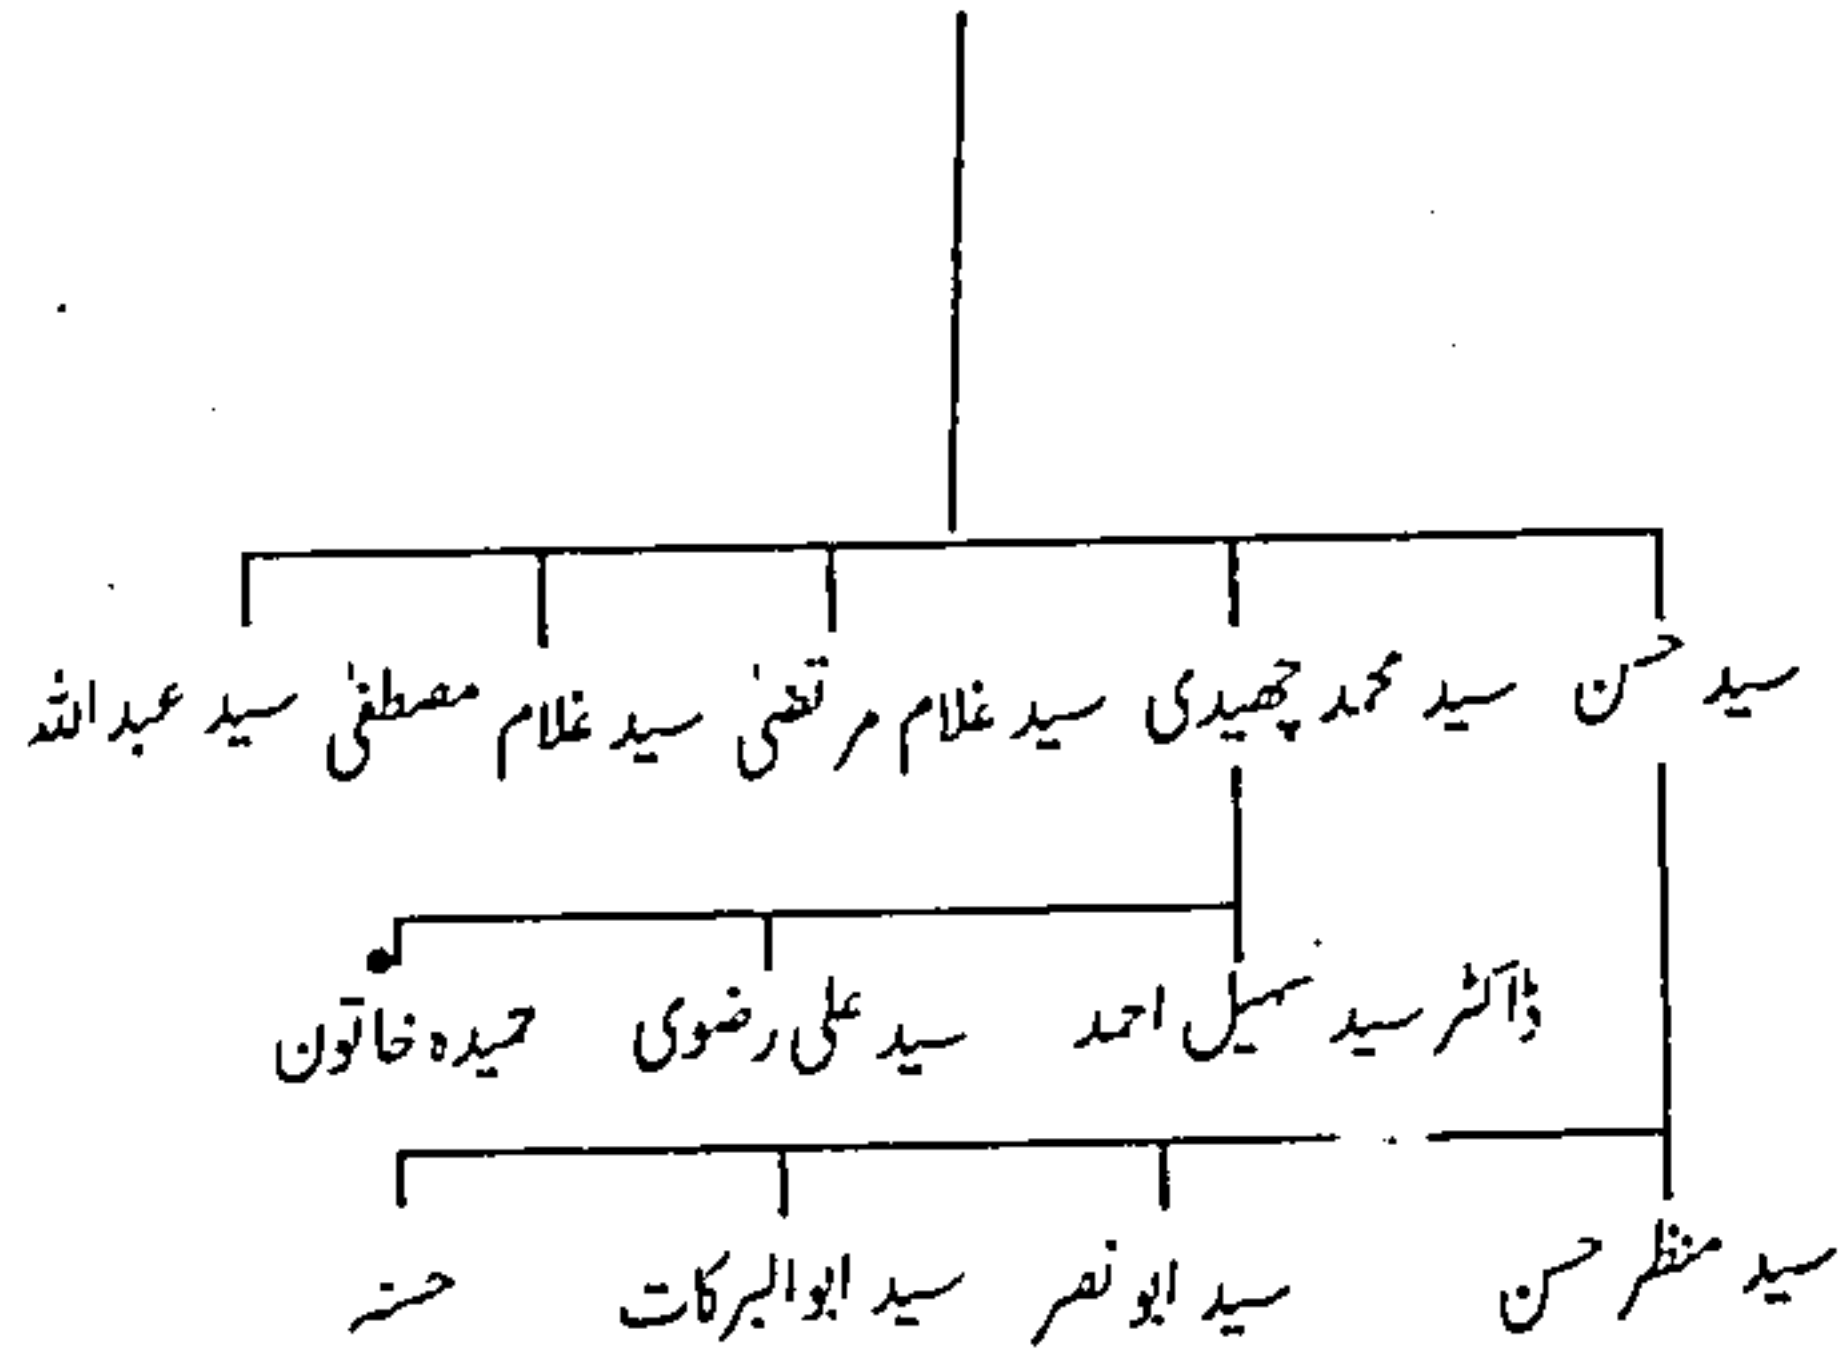 سید حسن سید محمد چھیدی سید غلام مرتضیٰ سید غلام مصطفیٰ سید عبداللہ
ڈاکٹر سید سہیل احمد سید علی رضوی حمیدہ خاتون
سید منظر حسن سید ابو نصر سید ابوالبرکات حسنہ